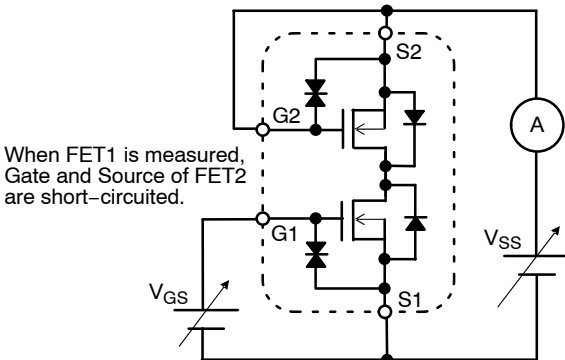 S2
G2
A
When FET1 is measured,
Gate and Source of FET2
are short−circuited.
G1
VSS
VGS
S1